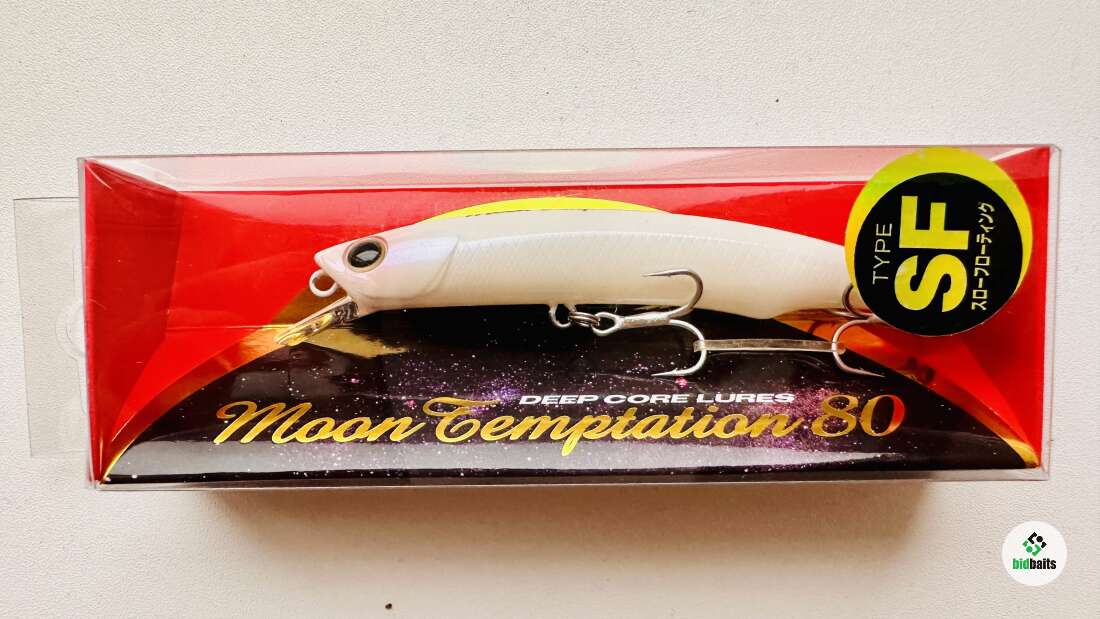 TYPE
SF
スローフローティング
DEEP CORE LURES
Moon Temptation 80
bidbaits